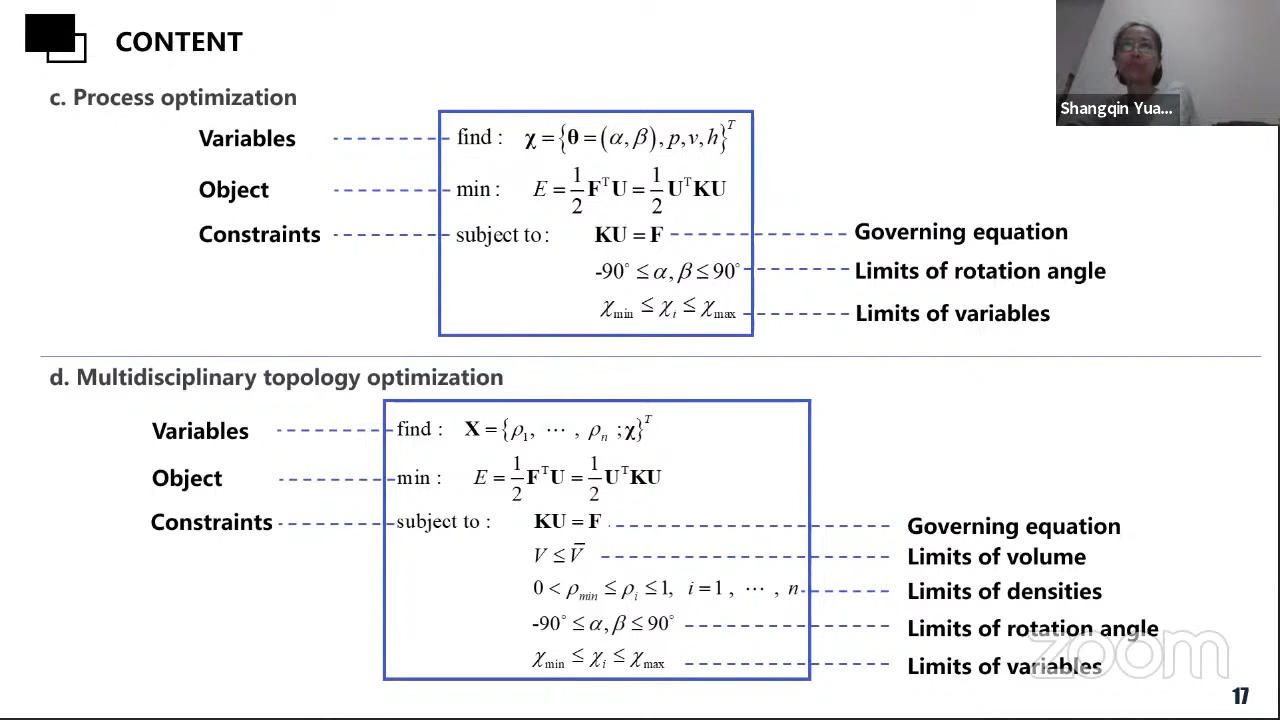 CONTENT
Shangqin Yua...
c. Process optimization
Variables find : χ = {θ = (α, β), p, v, h}^T
Object min : E = 1/2 F^T U = 1/2 U^T KU
Constraints subject to : KU = F Governing equation
-90° ≤ α, β ≤ 90° Limits of rotation angle
χ_min ≤ χ_i ≤ χ_max Limits of variables
d. Multidisciplinary topology optimization
Variables find : X = {ρ_1, ⋯ , ρ_n ; χ}^T
Object min : E = 1/2 F^T U = 1/2 U^T KU
Constraints subject to : KU = F Governing equation
V ≤ V̅ Limits of volume
0 < ρ_min ≤ ρ_i ≤ 1, i = 1 , ⋯ , n Limits of densities
-90° ≤ α, β ≤ 90° Limits of rotation angle
χ_min ≤ χ_i ≤ χ_max Limits of variables
zoom
17